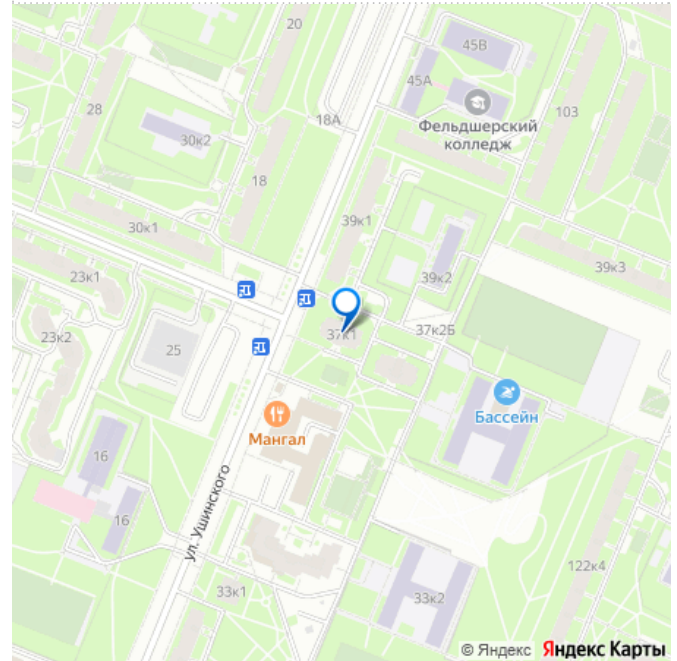 20
45В
45А
28
18А
Фельдшерский
колледж
103
30к2
18
39к1
30к1
39к3
23к1
39к2
23к2
37к1
37к2Б
25
Бассейн
Мангал
16
16
ул. Ушинского
122к4
33к1
33к2
© Яндекс Яндекс Карты